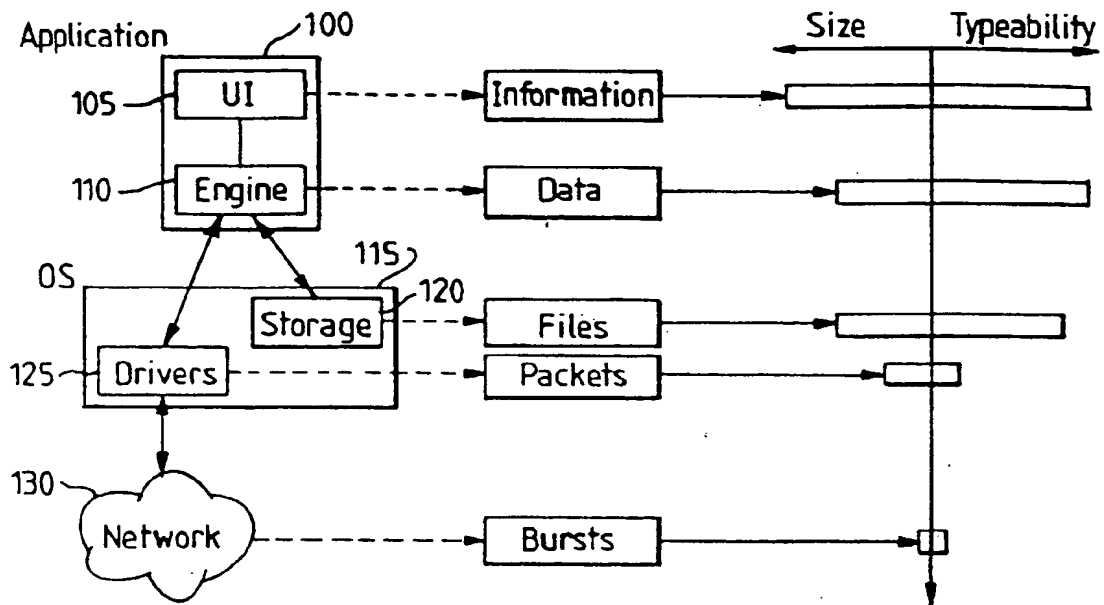 Application
100
Size
Typeability
105
UI
Information
110
Engine
Data
OS
115
120
Storage
Files
125
Drivers
Packets
130
Network
Bursts